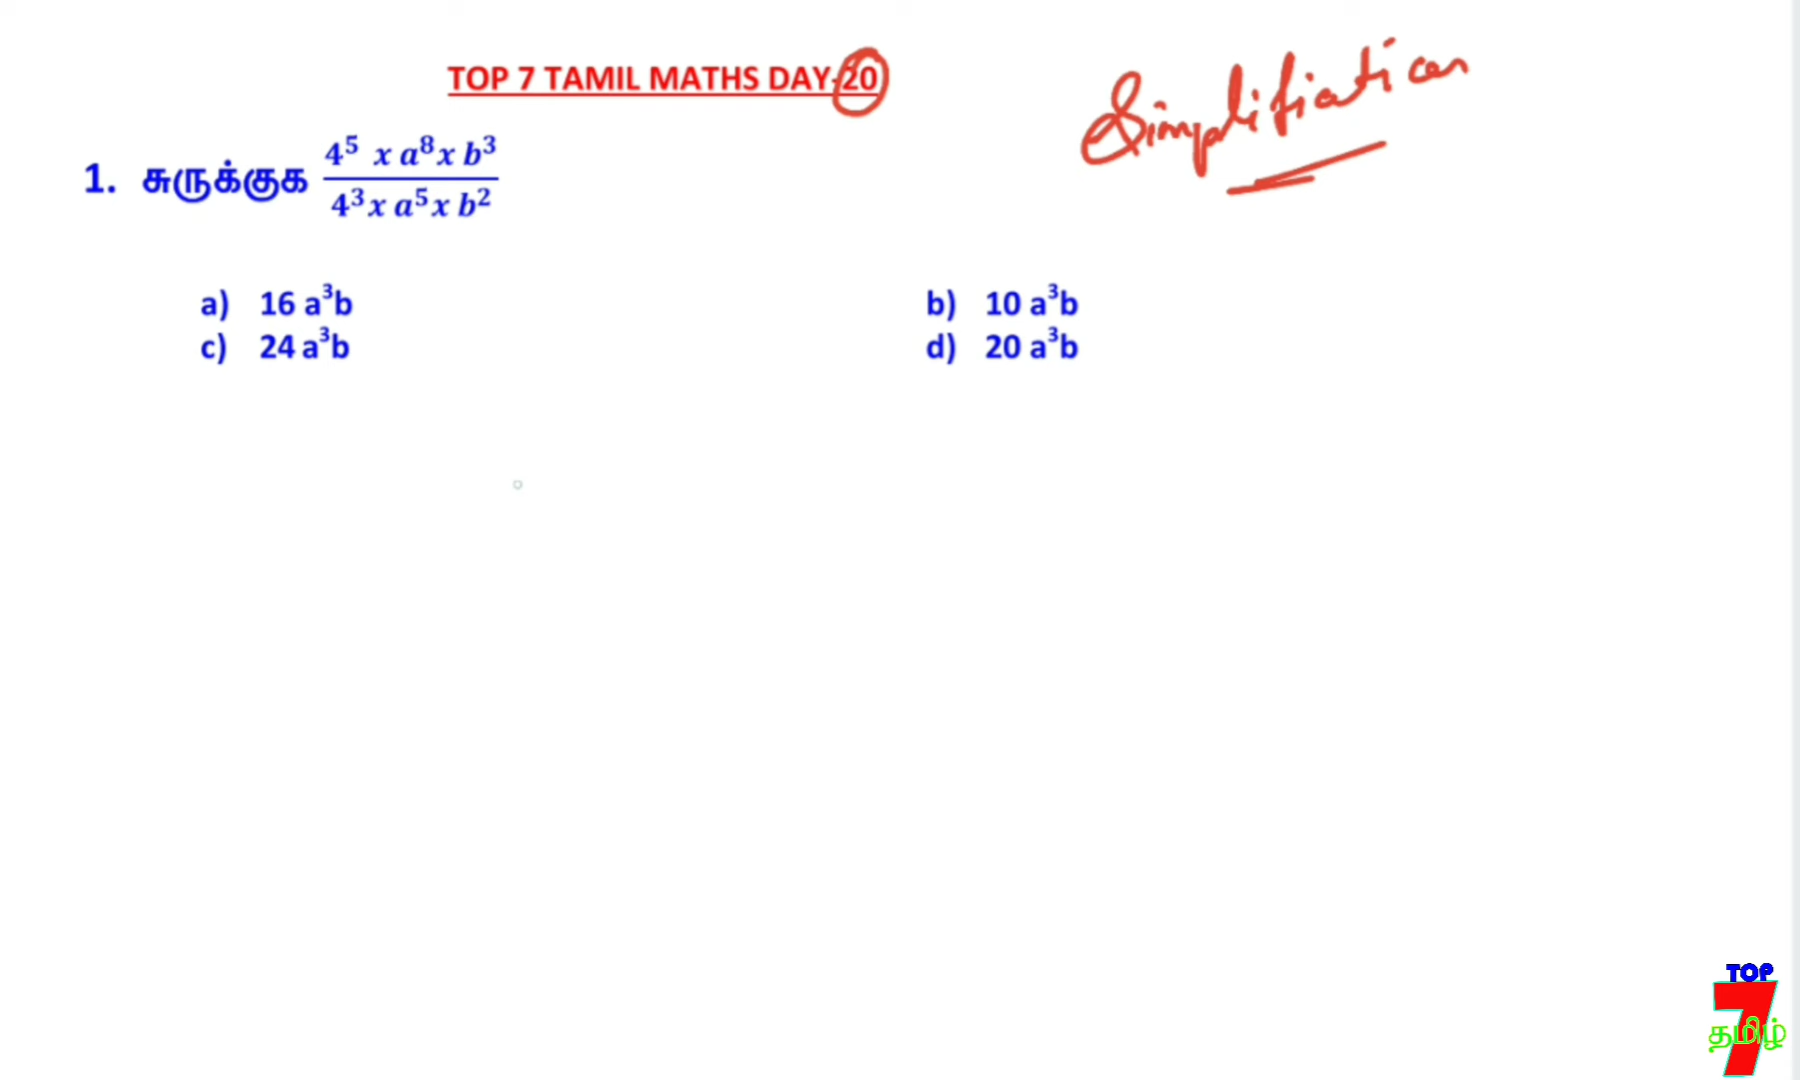 TOP 7 TAMIL MATHS DAY-20
Simplification
1. சுருக்குக (4⁵ x a⁸ x b³)/(4³ x a⁵ x b²)
a) 16 a³b
b) 10 a³b
c) 24 a³b
d) 20 a³b
TOP
7
தமிழ்